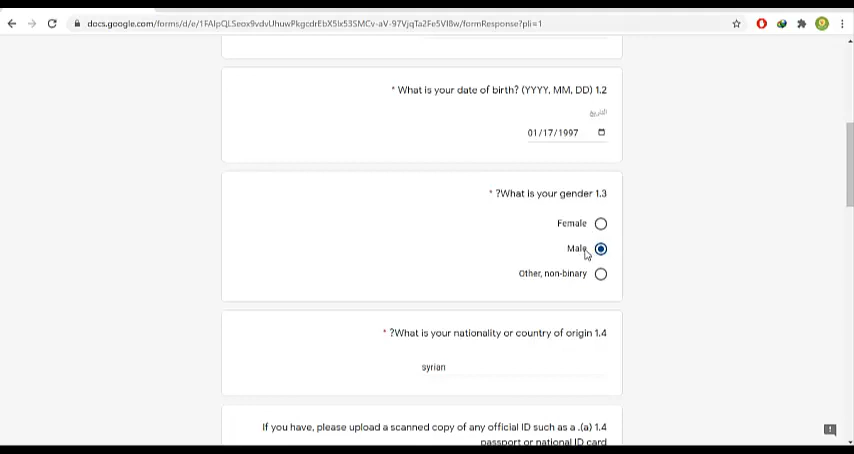 docs.google.com/forms/d/e/1FAIpQLSeox9vdvUhuwPkgcdrEbX5Ix53SMCv-aV-97VjqTa2Fe5VI8w/formResponse?pli=1
* What is your date of birth? (YYYY, MM, DD) 1.2
التاريخ
01/17/1997
* ?What is your gender 1.3
Female
Male
Other, non-binary
* ?What is your nationality or country of origin 1.4
syrian
If you have, please upload a scanned copy of any official ID such as a .(a) 1.4
passport or national ID card